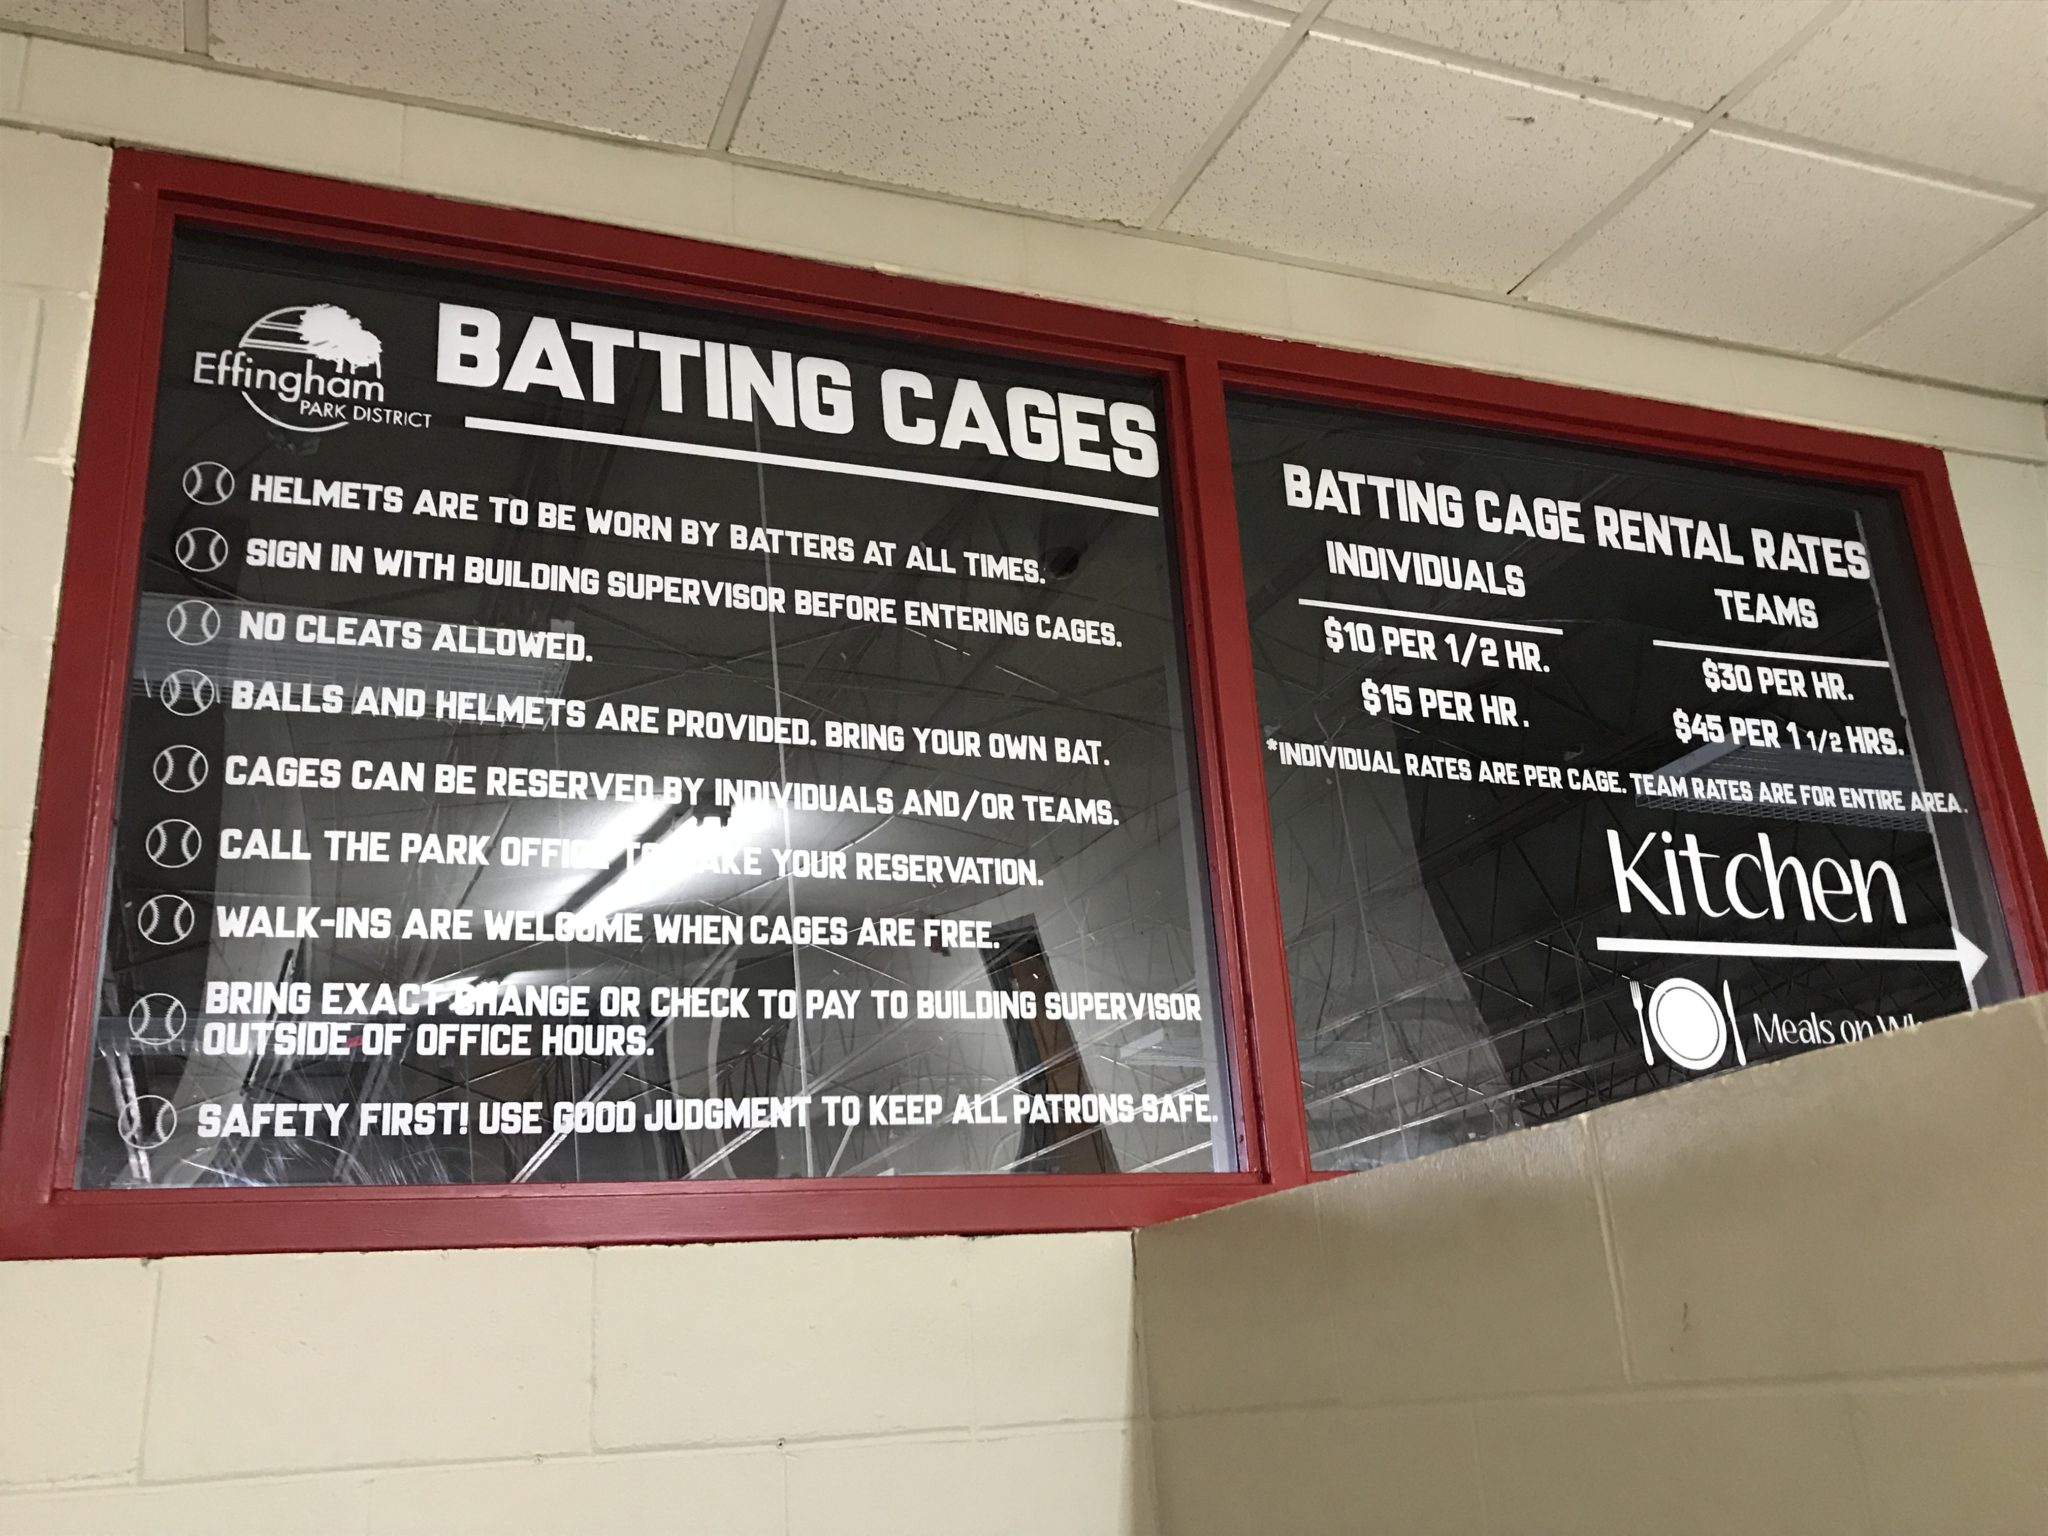 Effingham
PARK DISTRICT
BATTING CAGES
HELMETS ARE TO BE WORN BY BATTERS AT ALL TIMES.
SIGN IN WITH BUILDING SUPERVISOR BEFORE ENTERING CAGES.
NO CLEATS ALLOWED.
BALLS AND HELMETS ARE PROVIDED. BRING YOUR OWN BAT.
CAGES CAN BE RESERVED BY INDIVIDUALS AND/OR TEAMS.
CALL THE PARK OFFICE TO MAKE YOUR RESERVATION.
WALK-INS ARE WELCOME WHEN CAGES ARE FREE.
BRING EXACT CHANGE OR CHECK TO PAY TO BUILDING SUPERVISOR
OUTSIDE OF OFFICE HOURS.
SAFETY FIRST! USE GOOD JUDGMENT TO KEEP ALL PATRONS SAFE.
BATTING CAGE RENTAL RATES
INDIVIDUALS
$10 PER 1/2 HR.
$15 PER HR.
TEAMS
$30 PER HR.
$45 PER 1 1/2 HRS.
*INDIVIDUAL RATES ARE PER CAGE. TEAM RATES ARE FOR ENTIRE AREA.
Kitchen
Meals on